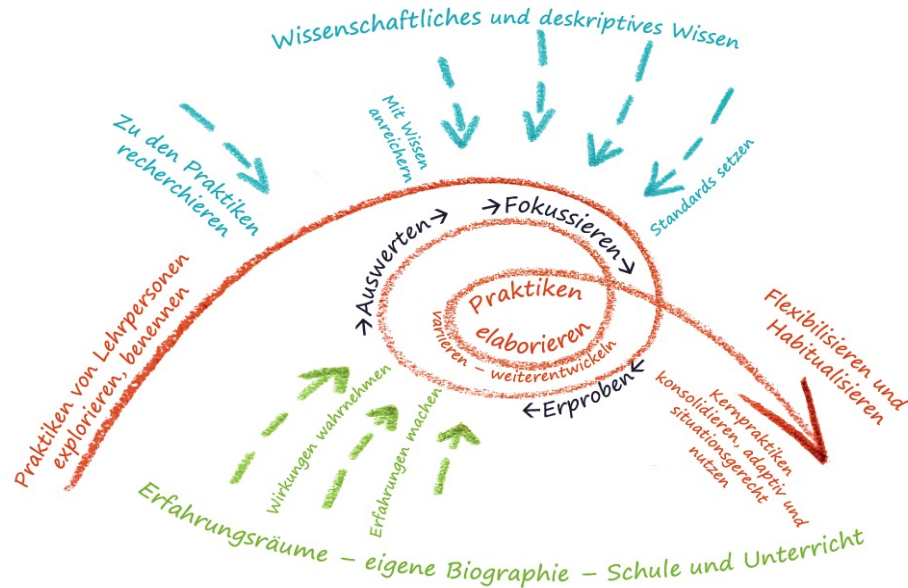 Wissenschaftliches und deskriptives Wissen
Zu den Praktiken
recherchieren
Mit Wissen
anreichern
Standards setzen
→Auswerten→
→Fokussieren→
→Erproben←
Praktiken
elaborieren
variieren – weiterentwickeln
Praktiken von Lehrpersonen
explorieren, benennen
Flexibilisieren und
Habitualisieren
Kernpraktiken
konsolidieren, adaptiv und
situationsgerecht
nutzen
Wirkungen wahrnehmen
Erfahrungen machen
Erfahrungsräume – eigene Biographie – Schule und Unterricht